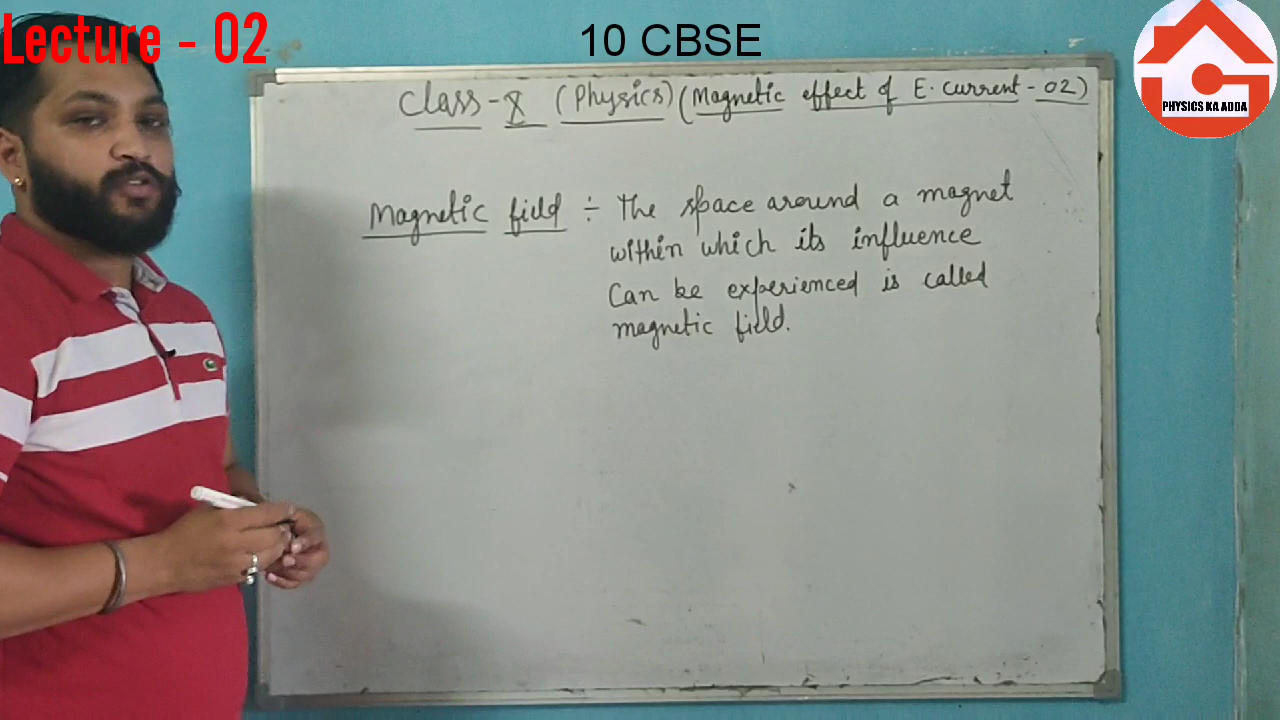 Lecture - 02
10 CBSE
PHYSICS KA ADDA
Class - X (Physics) (Magnetic effect of E. current - 02)
Magnetic field ÷ The space around a magnet
within which its influence
Can be experienced is called
magnetic field.